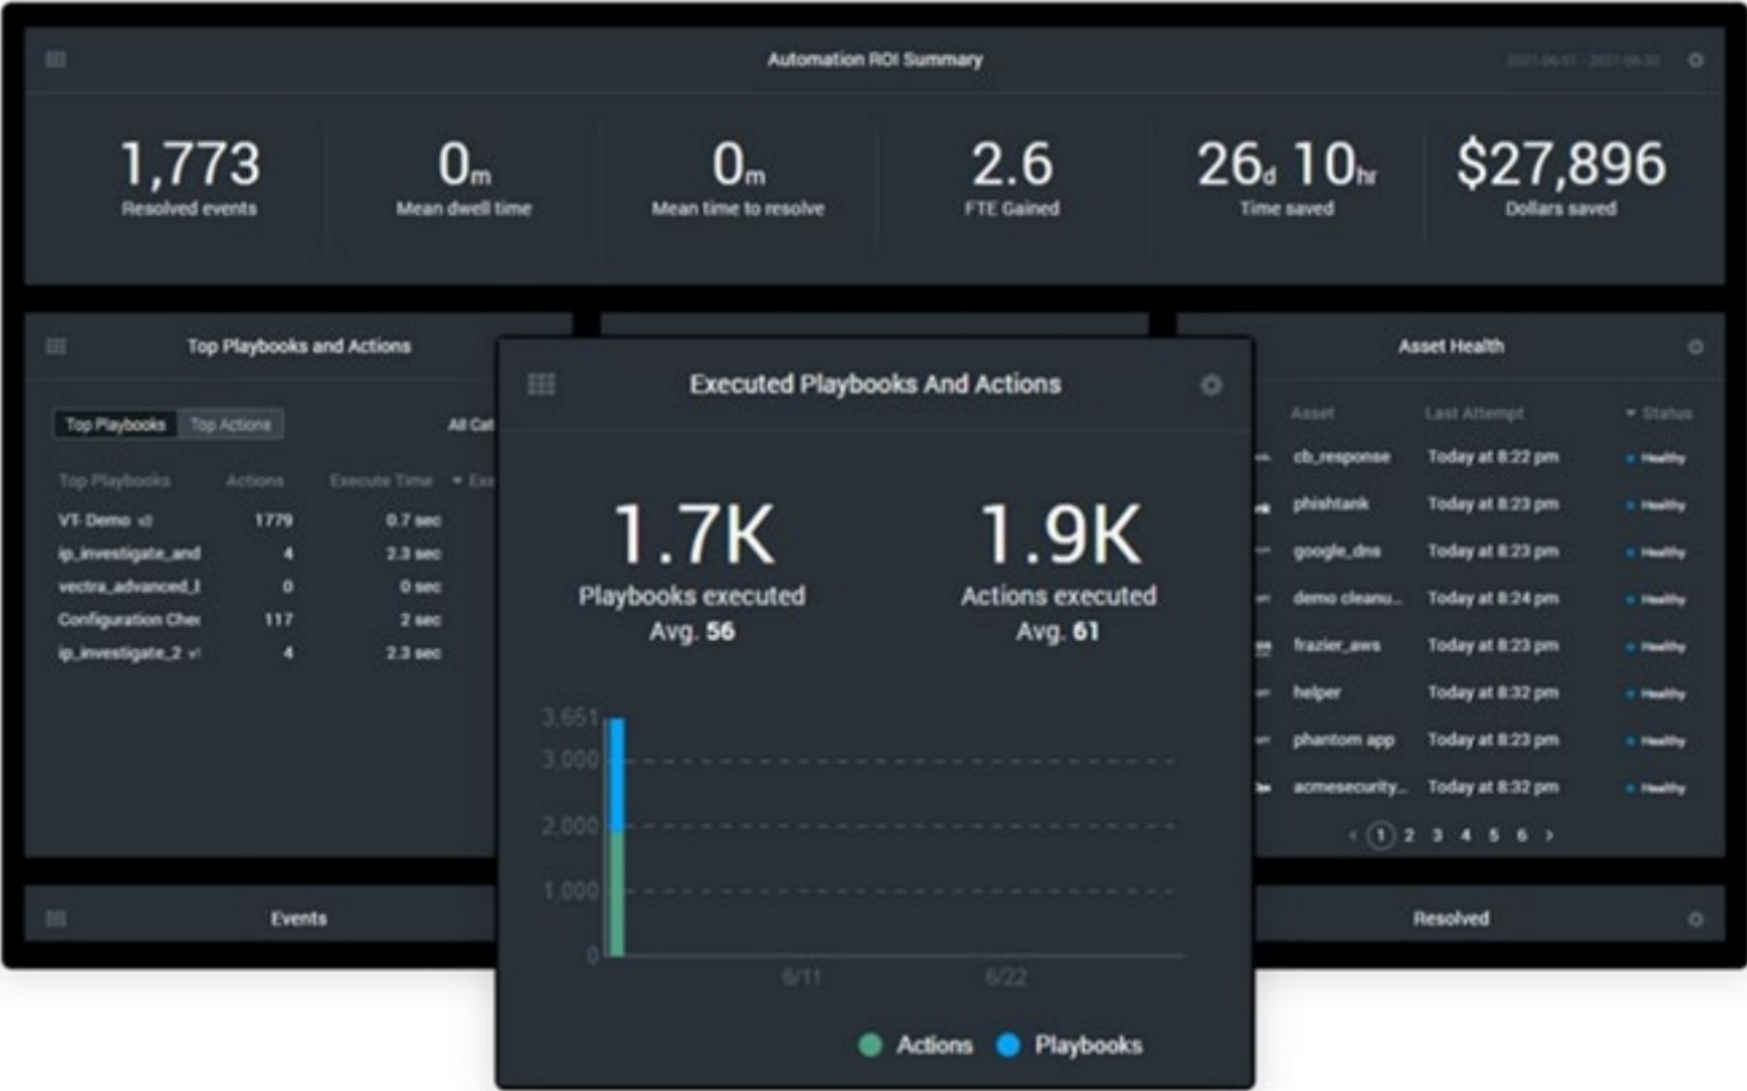 Automation ROI Summary
1,773
Resolved events
0m
Mean dwell time
0m
Mean time to resolve
2.6
FTE Gained
26d 10hr
Time saved
$27,896
Dollars saved
Top Playbooks and Actions
Top Playbooks Top Actions All Cat
Top Playbooks Actions Execute Time Exe
VT- Demo v2 1779 0.7 sec
ip_investigate_and 4 2.3 sec
vectra_advanced_ 0 0 sec
Configuration Chec 117 2 sec
ip_investigate_2 v1 4 2.3 sec
Executed Playbooks And Actions
1.7K
Playbooks executed
Avg. 56
1.9K
Actions executed
Avg. 61
3,651
3,000
2,000
1,000
0
6/11 6/22
Actions Playbooks
Asset Health
Asset Last Attempt Status
cb_response Today at 8:22 pm Healthy
phishtank Today at 8:23 pm Healthy
google_dns Today at 8:23 pm Healthy
demo cleanu... Today at 8:24 pm Healthy
frazier_aws Today at 8:23 pm Healthy
helper Today at 8:32 pm Healthy
phantom app Today at 8:23 pm Healthy
acmesecurity... Today at 8:32 pm Healthy
< 1 2 3 4 5 6 >
Events
Resolved